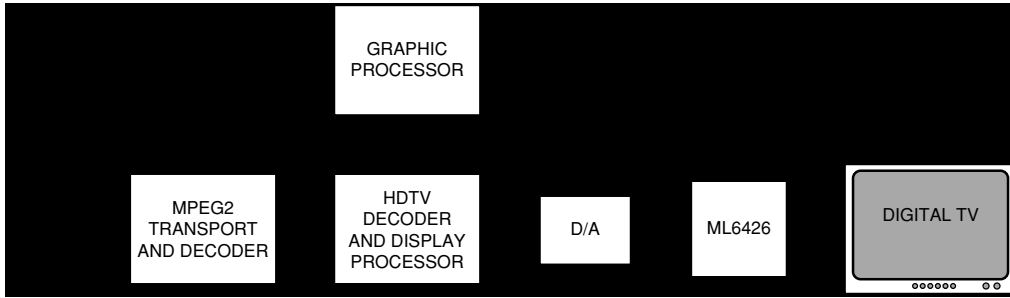 GRAPHIC
PROCESSOR
MPEG2
TRANSPORT
AND DECODER
HDTV
DECODER
AND DISPLAY
PROCESSOR
D/A
ML6426
DIGITAL TV